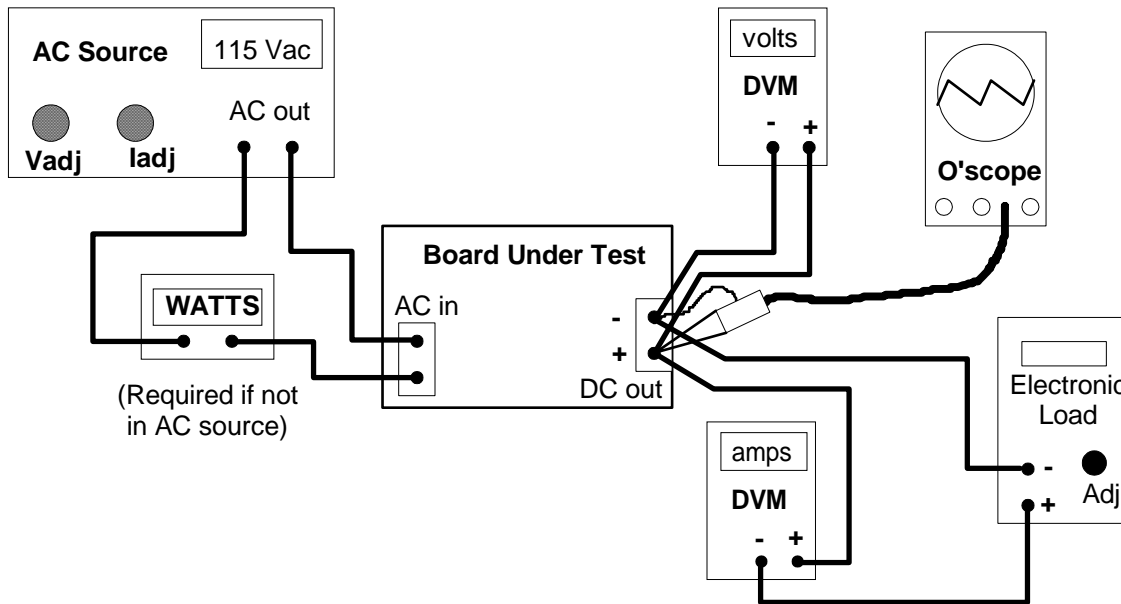 AC Source
115 Vac
AC out
Vadj
Iadj
WATTS
(Required if not
in AC source)
Board Under Test
AC in
-
+
DC out
volts
DVM
- +
O'scope
amps
DVM
- +
Electronic
Load
-
+
Adj